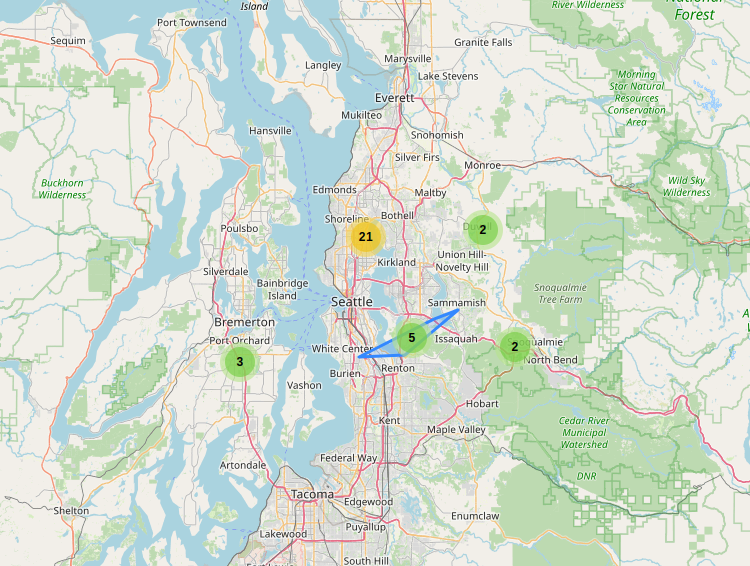 Island
River Wilderness
Forest
Port Townsend
Sequim
Granite Falls
Marysville
Langley
Lake Stevens
Morning
Star Natural
Resources
Conservation
Area
Everett
Mukilteo
Hansville
Snohomish
Silver Firs
Monroe
Buckhorn
Wilderness
Wild Sky
Wilderness
Edmonds
Maltby
Shoreline
Bothell
Poulsbo
21
2
Kirkland
Union Hill-
Novelty Hill
Silverdale
Bainbridge
Island
Snoqualmie
Tree Farm
Seattle
Sammamish
Bremerton
Port Orchard
5
Issaquah
2
White Center
3
North Bend
Burien
Renton
Vashon
Hobart
Kent
Cedar River
Municipal
Watershed
Maple Valley
Federal Way
Artondale
DNR
Tacoma
Edgewood
Shelton
Enumclaw
Puyallup
Lakewood
South Hill